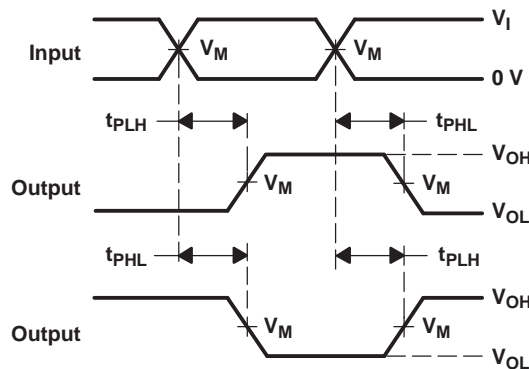 V_I
Input V_M V_M
0 V
t_PLH t_PHL
V_OH
Output V_M V_M
V_OL
t_PHL t_PLH
V_OH
Output V_M V_M
V_OL